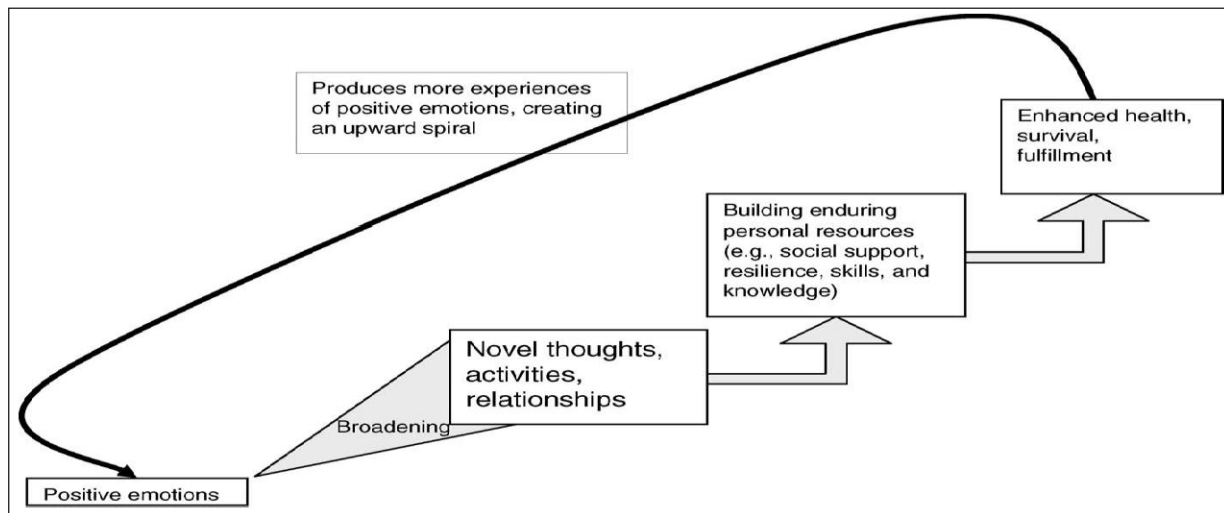 Produces more experiences
of positive emotions, creating
an upward spiral
Enhanced health,
survival,
fulfillment
Building enduring
personal resources
(e.g., social support,
resilience, skills, and
knowledge)
Novel thoughts,
activities,
relationships
Broadening
Positive emotions